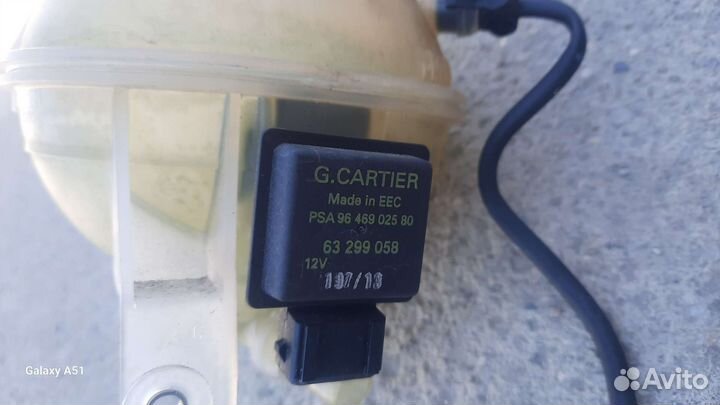 G.CARTIER
Made in EEC
PSA 96 469 025 80
63 299 058
12V
197/13
Galaxy A51
Avito